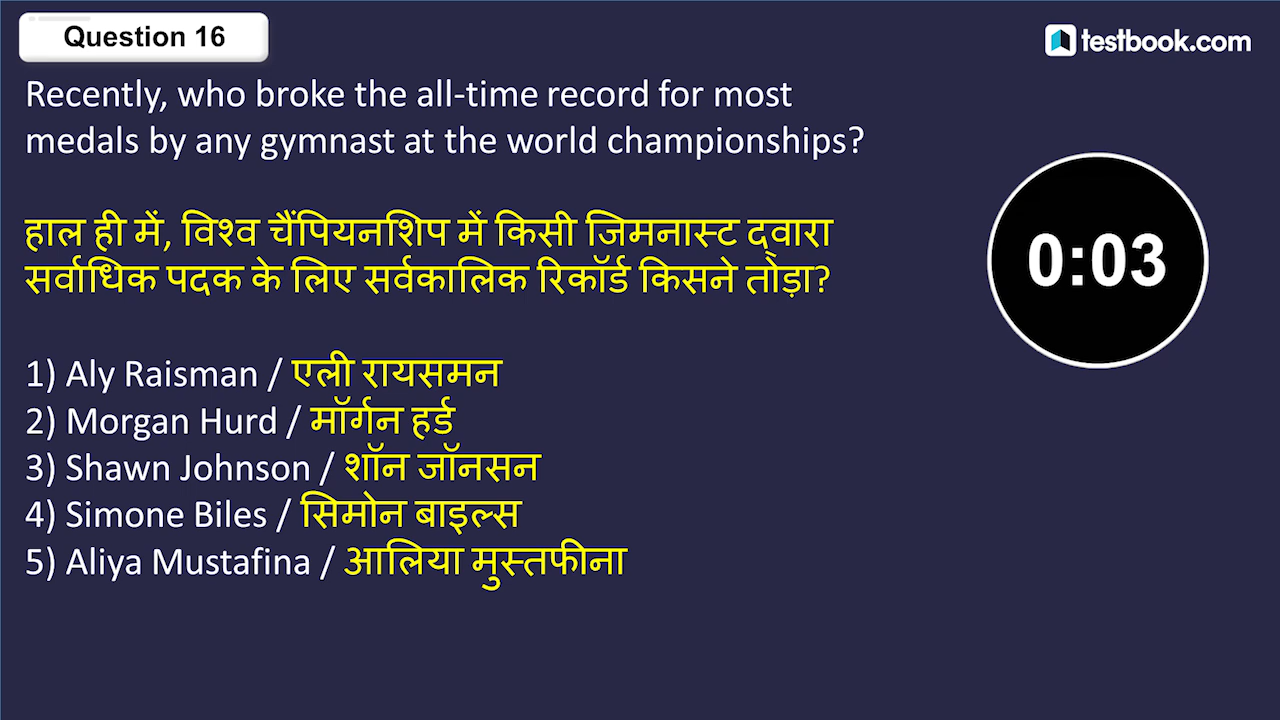 Question 16
testbook.com
Recently, who broke the all-time record for most
medals by any gymnast at the world championships?
हाल ही में, विश्व चैंपियनशिप में किसी जिमनास्ट द्वारा
सर्वाधिक पदक के लिए सर्वकालिक रिकॉर्ड किसने तोड़ा?
0:03
1) Aly Raisman / एली रायसमन
2) Morgan Hurd / मॉर्गन हर्ड
3) Shawn Johnson / शॉन जॉनसन
4) Simone Biles / सिमोन बाइल्स
5) Aliya Mustafina / आलिया मुस्तफीना